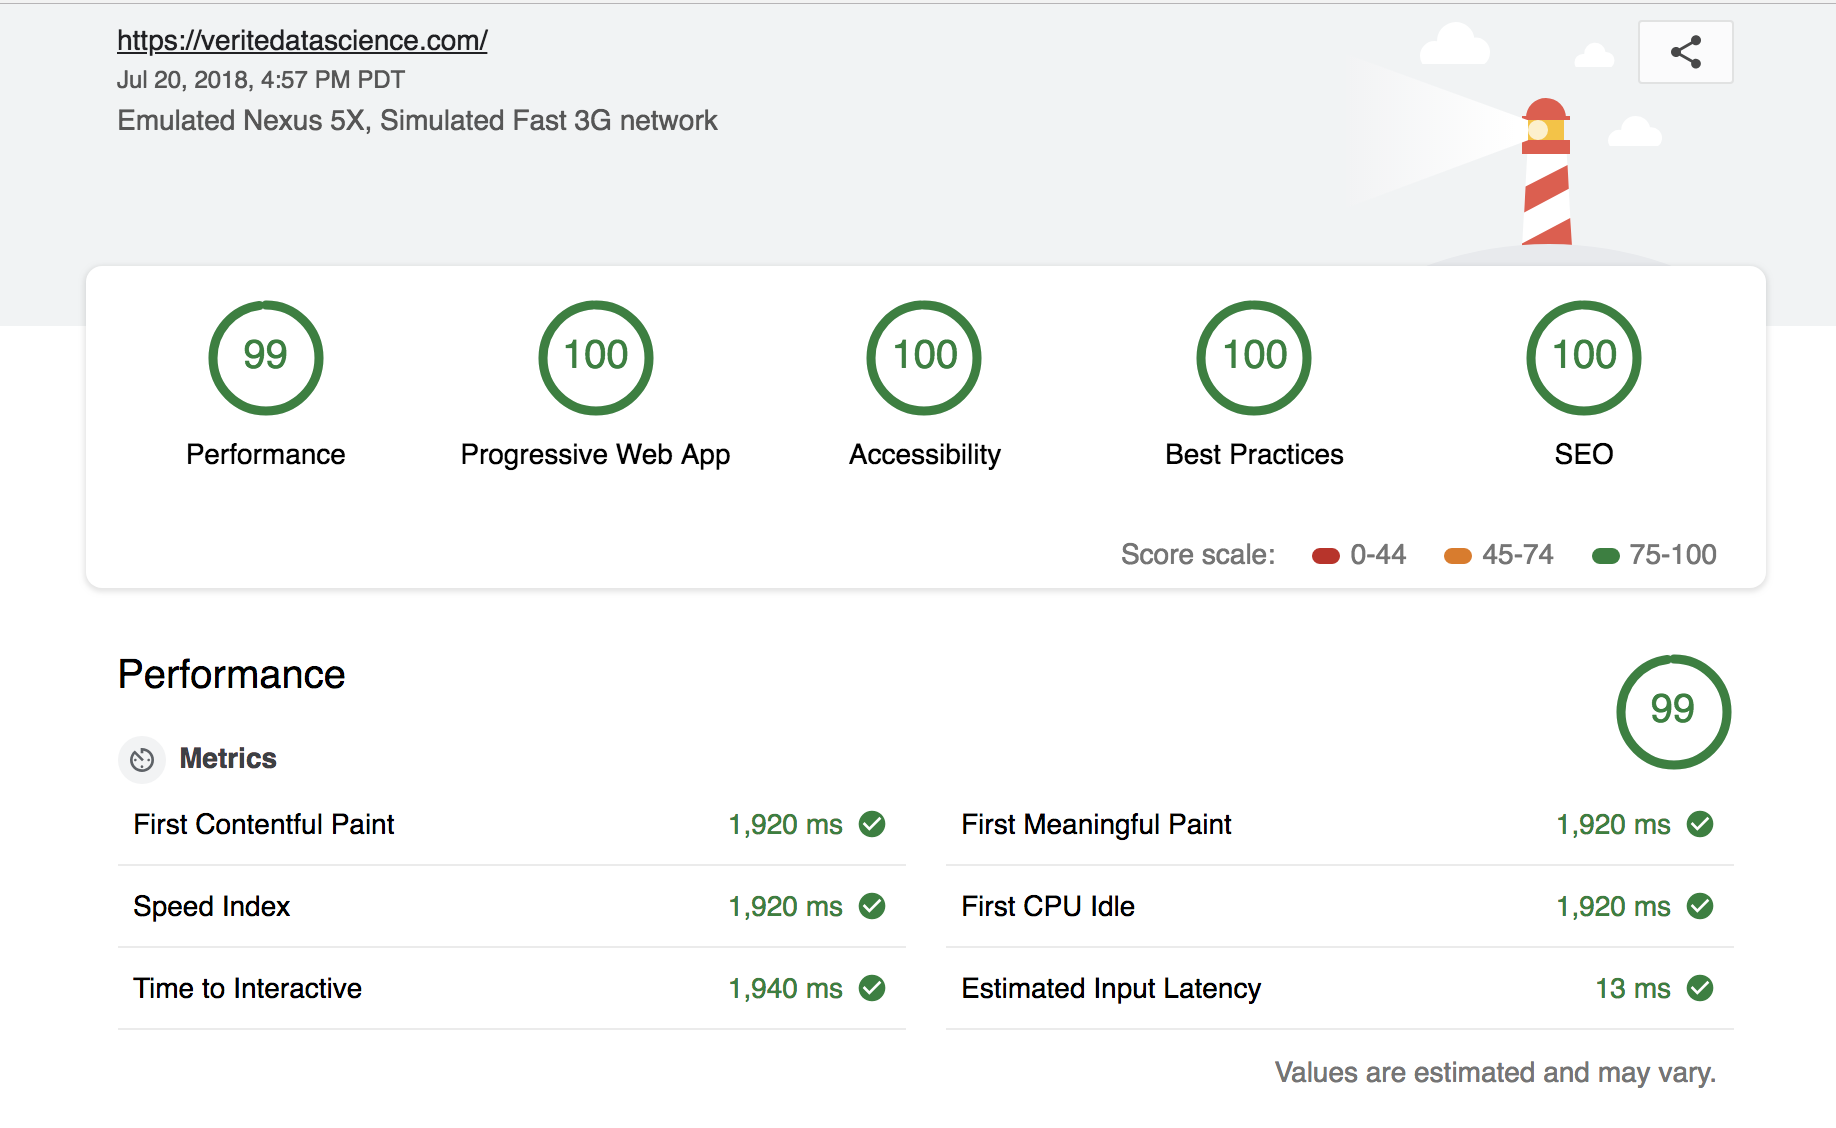 https://veritedatascience.com/
Jul 20, 2018, 4:57 PM PDT
Emulated Nexus 5X, Simulated Fast 3G network
99
100
100
100
100
Performance
Progressive Web App
Accessibility
Best Practices
SEO
Score scale: 0-44 45-74 75-100
Performance
99
Metrics
First Contentful Paint 1,920 ms
First Meaningful Paint 1,920 ms
Speed Index 1,920 ms
First CPU Idle 1,920 ms
Time to Interactive 1,940 ms
Estimated Input Latency 13 ms
Values are estimated and may vary.